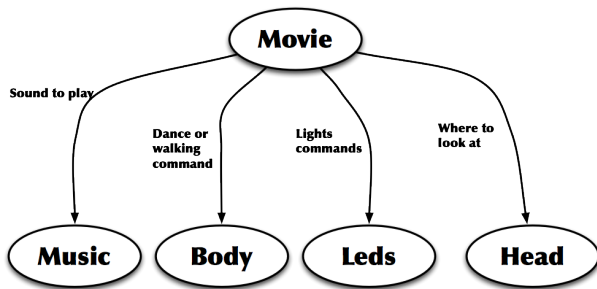 Movie
Sound to play
Dance or
walking
command
Lights
commands
Where to
look at
Music
Body
Leds
Head